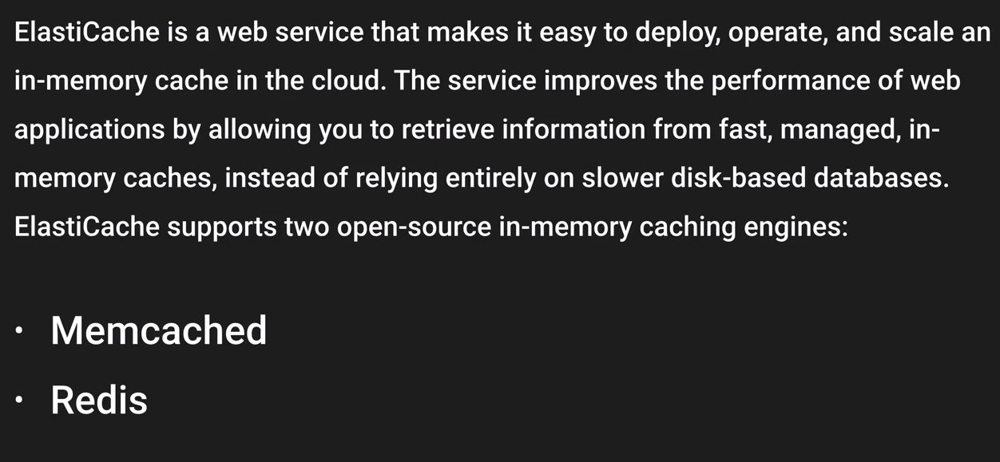 ElastiCache is a web service that makes it easy to deploy, operate, and scale an
in-memory cache in the cloud. The service improves the performance of web
applications by allowing you to retrieve information from fast, managed, in-
memory caches, instead of relying entirely on slower disk-based databases.
ElastiCache supports two open-source in-memory caching engines:
• Memcached
• Redis